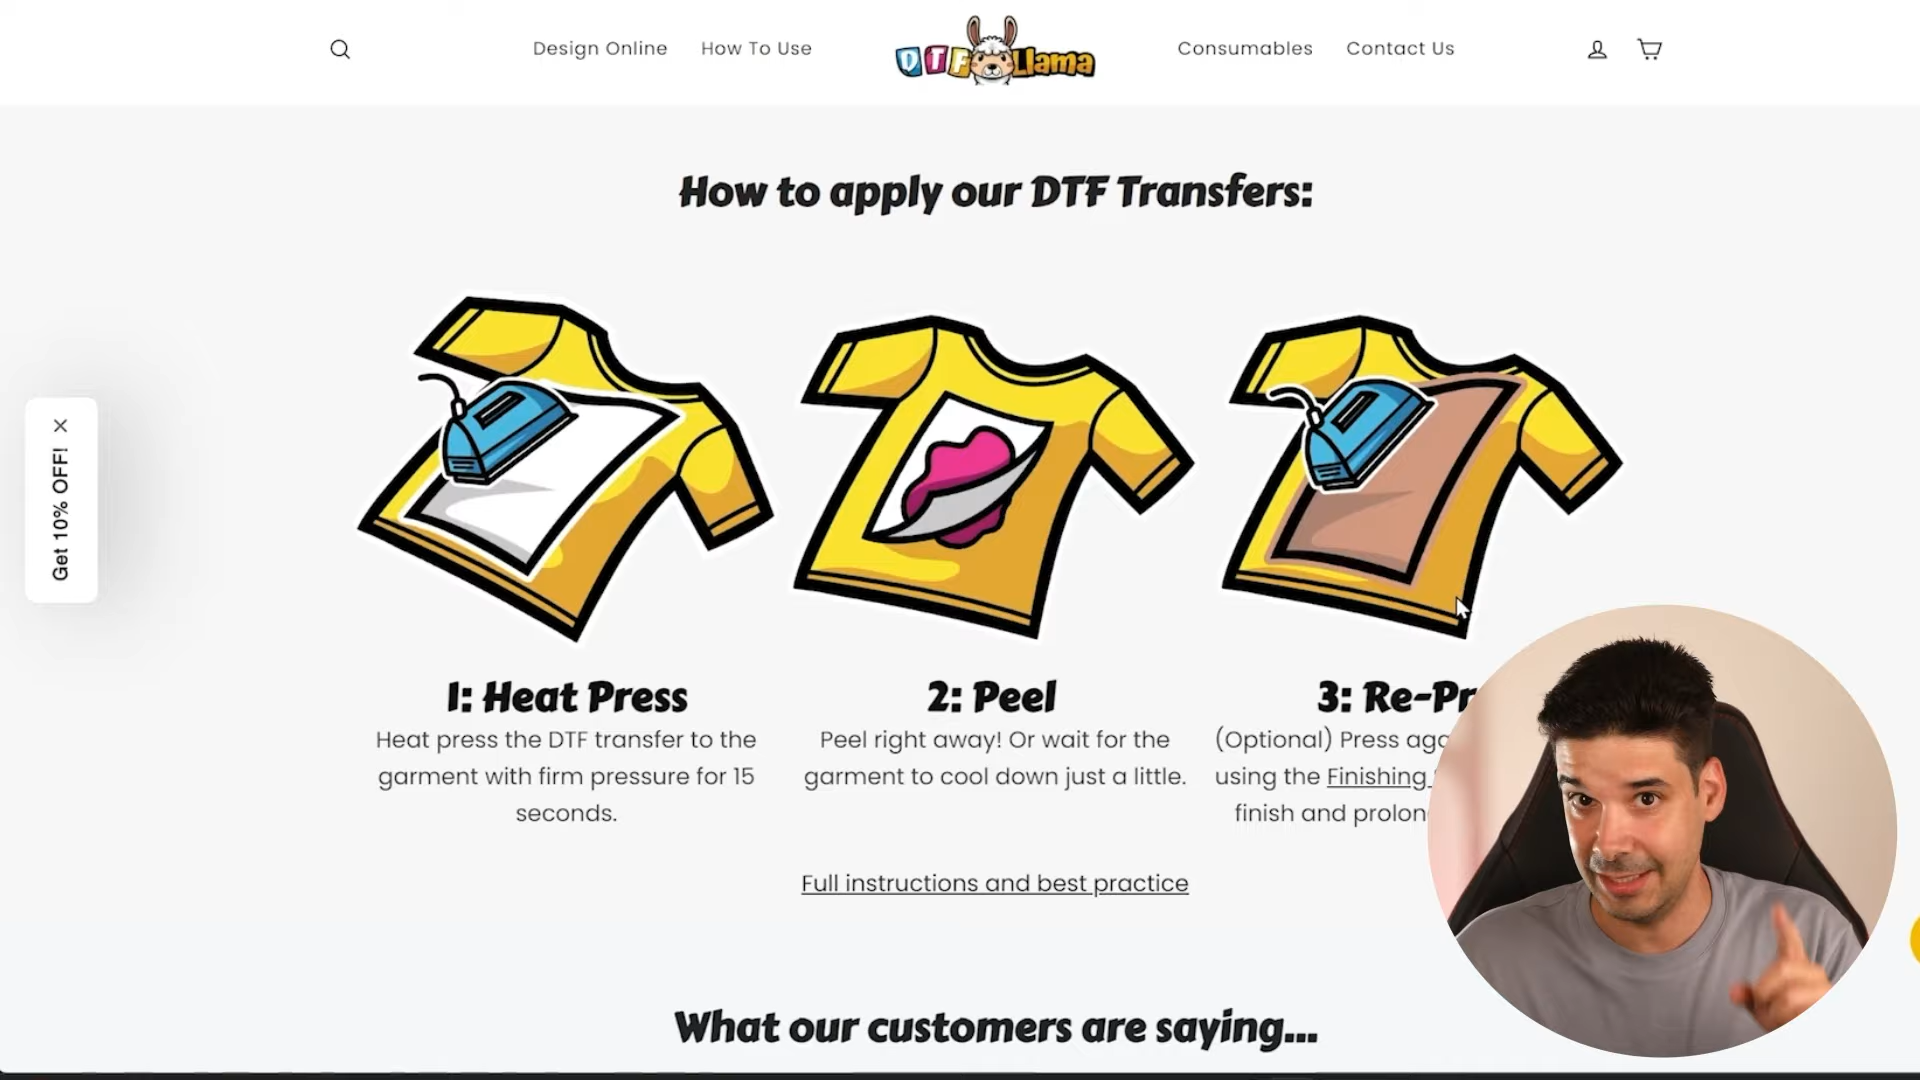 Design Online
How To Use
DTF Llama
Consumables
Contact Us
How to apply our DTF Transfers:
Get 10% OFF!
1: Heat Press
Heat press the DTF transfer to the
garment with firm pressure for 15
seconds.
2: Peel
Peel right away! Or wait for the
garment to cool down just a little.
3: Re-Pr
(Optional) Press aga
using the Finishing
finish and prolon
Full instructions and best practice
What our customers are saying...